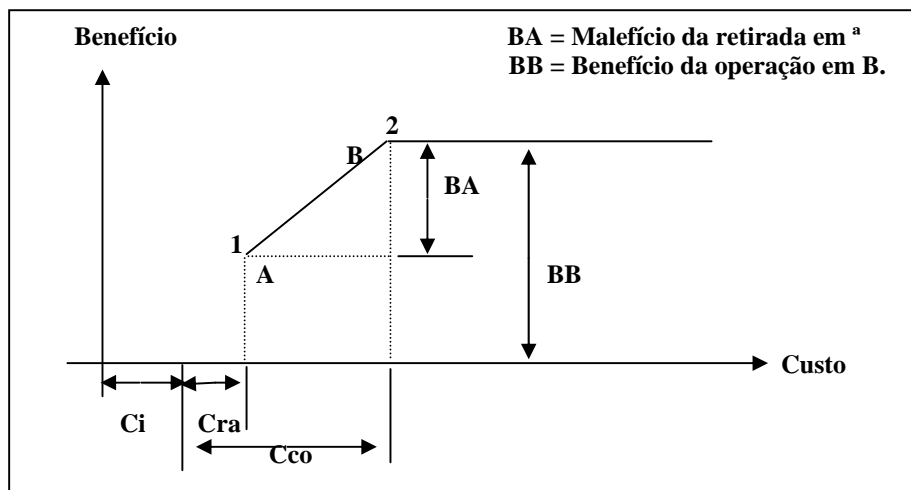 Benefício
BA = Malefício da retirada em ª
BB = Benefício da operação em B.
2
B
BA
1
A
BB
Custo
Ci
Cra
Cco